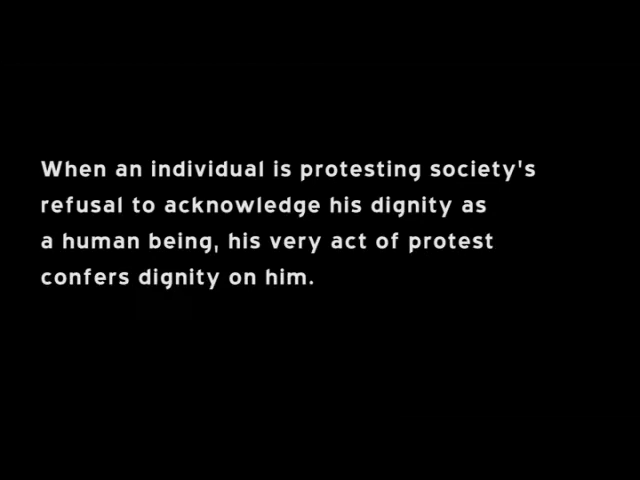 When an individual is protesting society's
refusal to acknowledge his dignity as
a human being, his very act of protest
confers dignity on him.